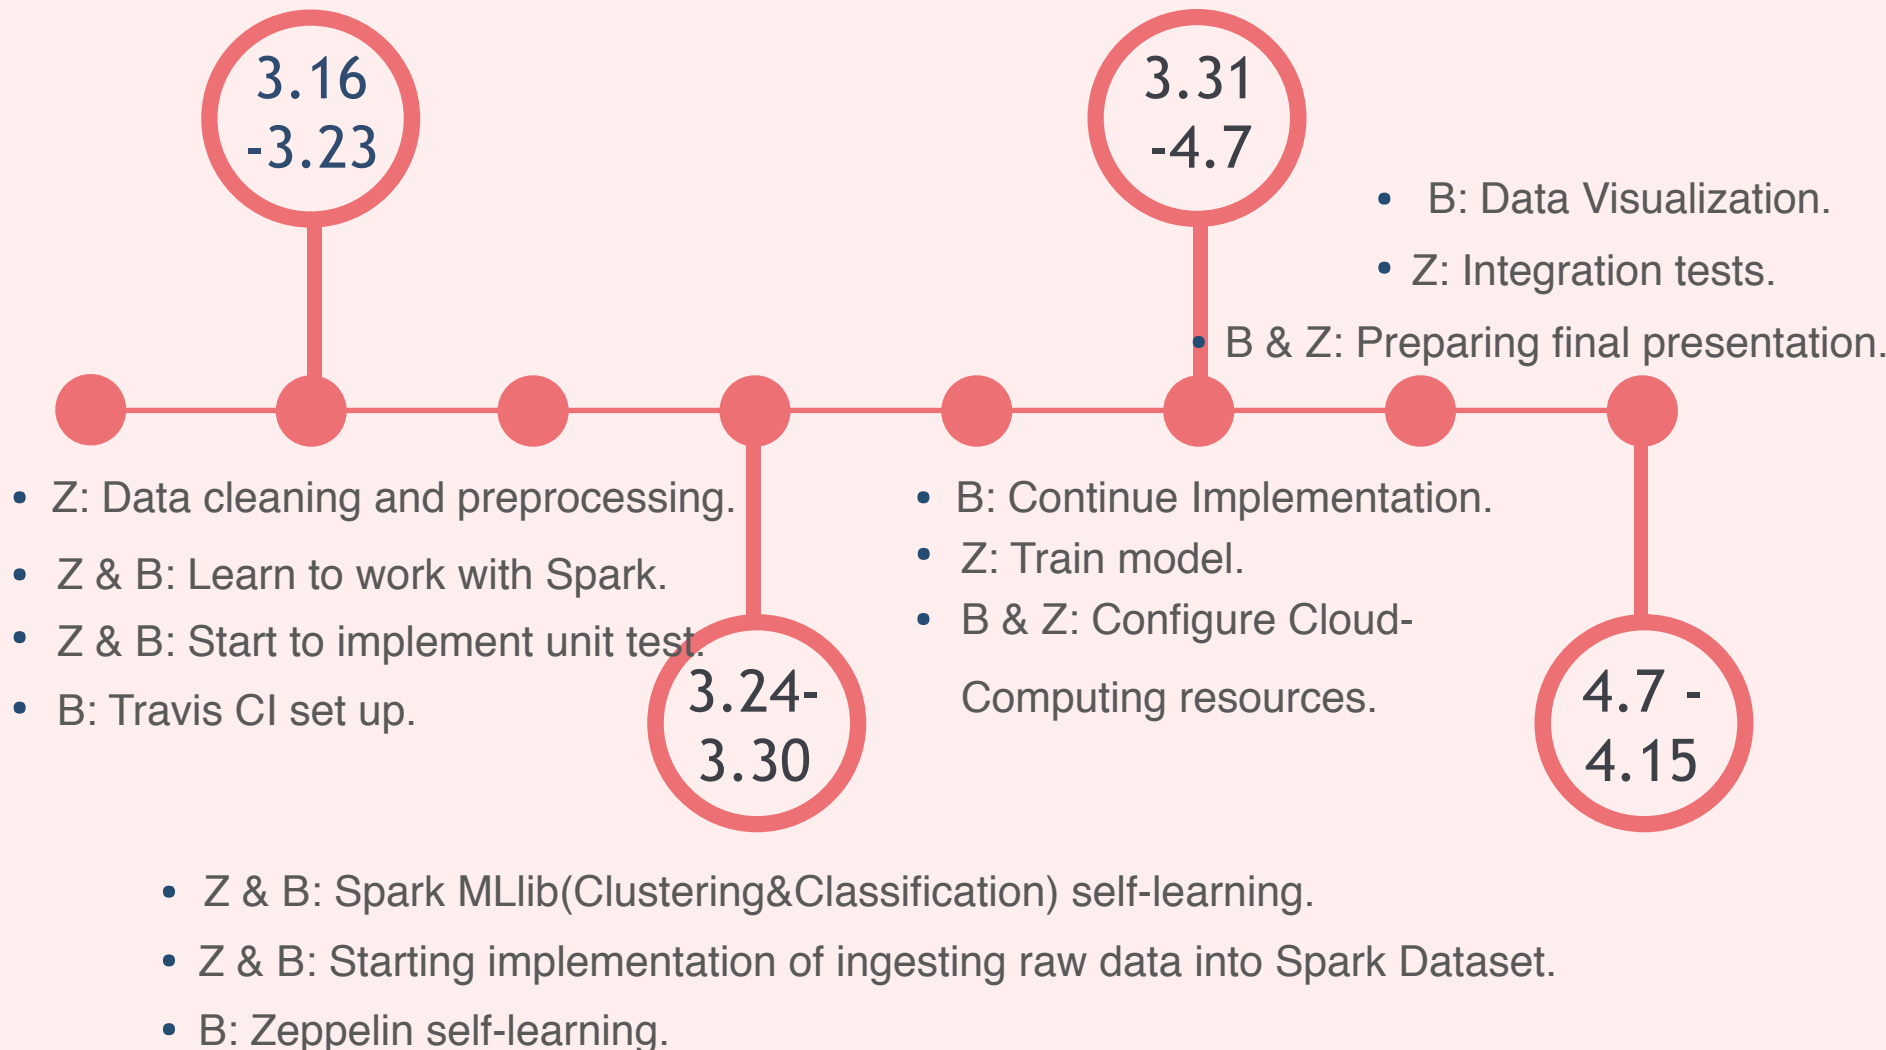 3.16
-3.23
Z: Data cleaning and preprocessing.
Z & B: Learn to work with Spark.
Z & B: Start to implement unit test.
B: Travis CI set up.
3.24-
3.30
Z & B: Spark MLlib(Clustering&Classification) self-learning.
Z & B: Starting implementation of ingesting raw data into Spark Dataset.
B: Zeppelin self-learning.
3.31
-4.7
B: Continue Implementation.
Z: Train model.
B & Z: Configure Cloud-
Computing resources.
4.7 -
4.15
B: Data Visualization.
Z: Integration tests.
B & Z: Preparing final presentation.